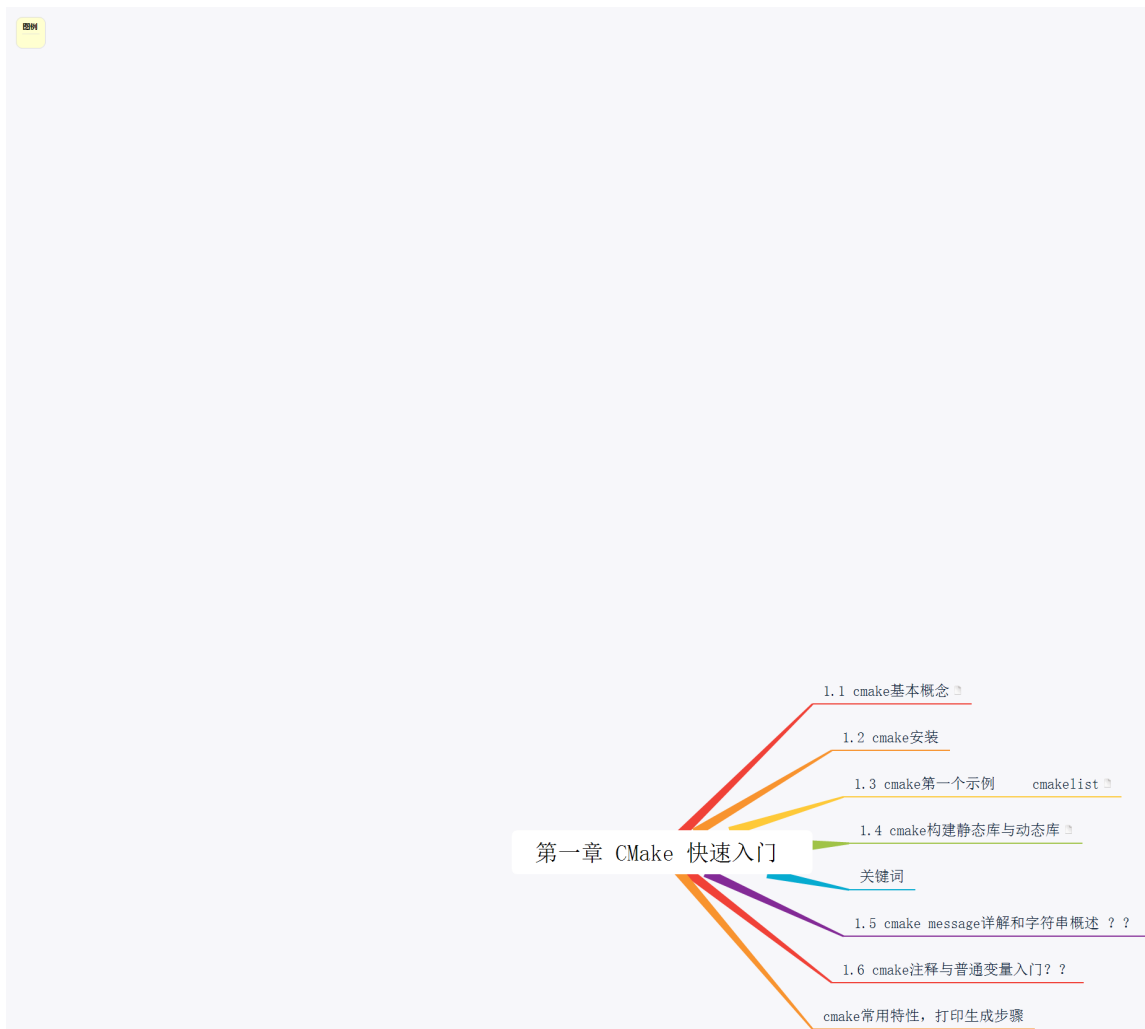 图例
1.1 cmake基本概念
1.2 cmake安装
1.3 cmake第一个示例 cmakelist
1.4 cmake构建静态库与动态库
第一章 CMake 快速入门
关键词
1.5 cmake message详解和字符串概述 ？？
1.6 cmake注释与普通变量入门？？
cmake常用特性，打印生成步骤